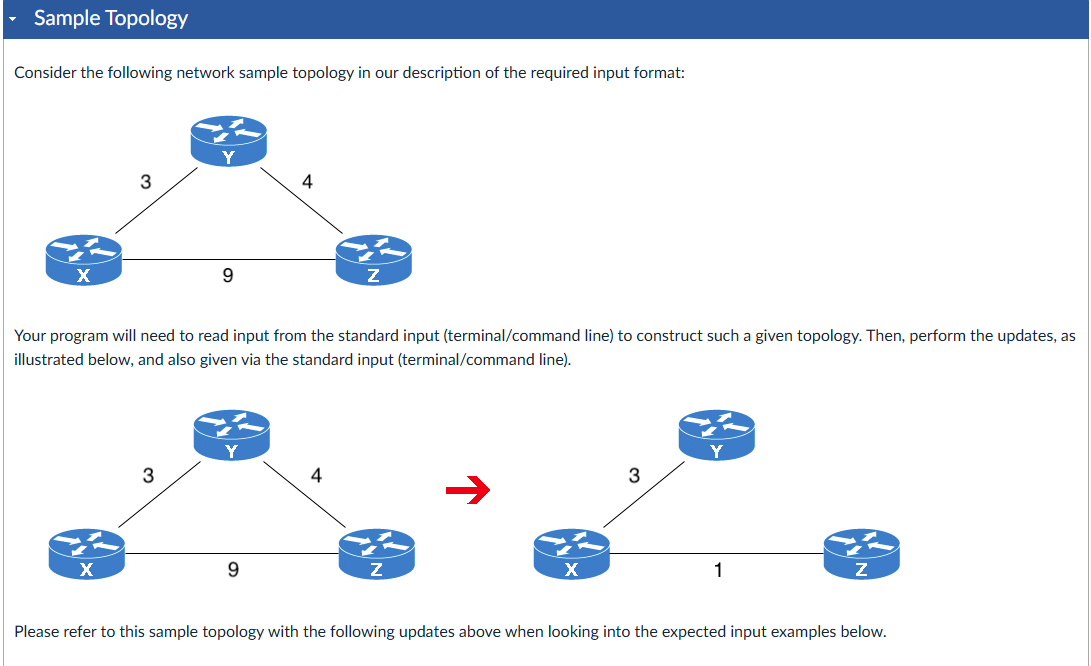 Sample Topology
Consider the following network sample topology in our description of the required input format:
Y
3
4
X
Z
9
Your program will need to read input from the standard input (terminal/command line) to construct such a given topology. Then, perform the updates, as
illustrated below, and also given via the standard input (terminal/command line).
Y
Y
3
4
3
X
Z
X
Z
9
1
Please refer to this sample topology with the following updates above when looking into the expected input examples below.